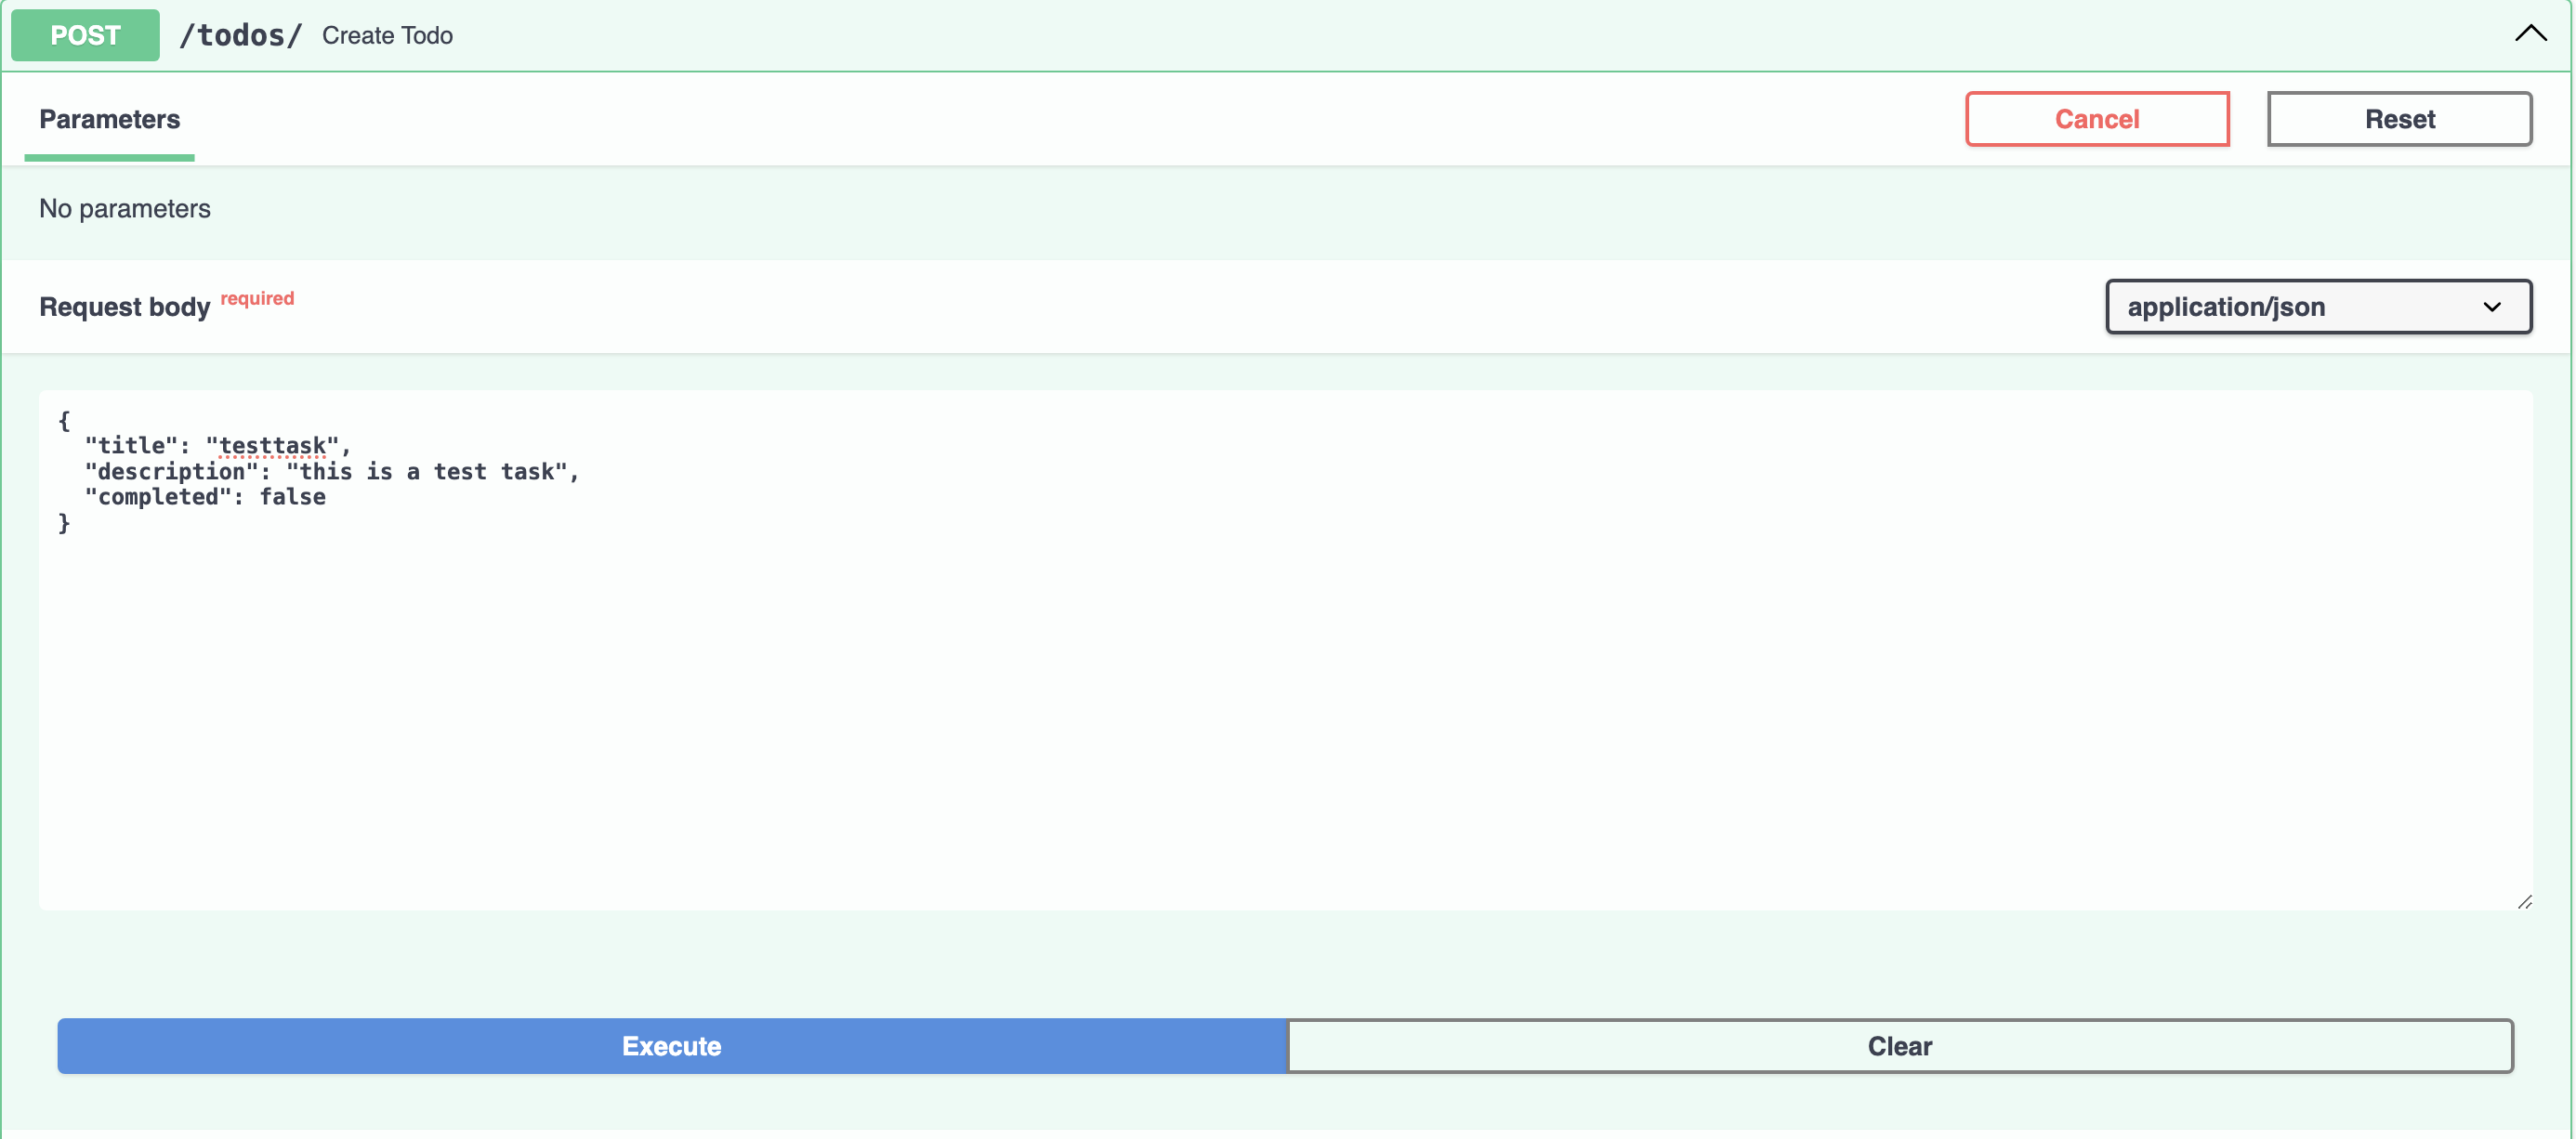 POST /todos/ Create Todo
Parameters
Cancel
Reset
No parameters
Request body required
application/json
{
  "title": "testtask",
  "description": "this is a test task",
  "completed": false
}
Execute
Clear